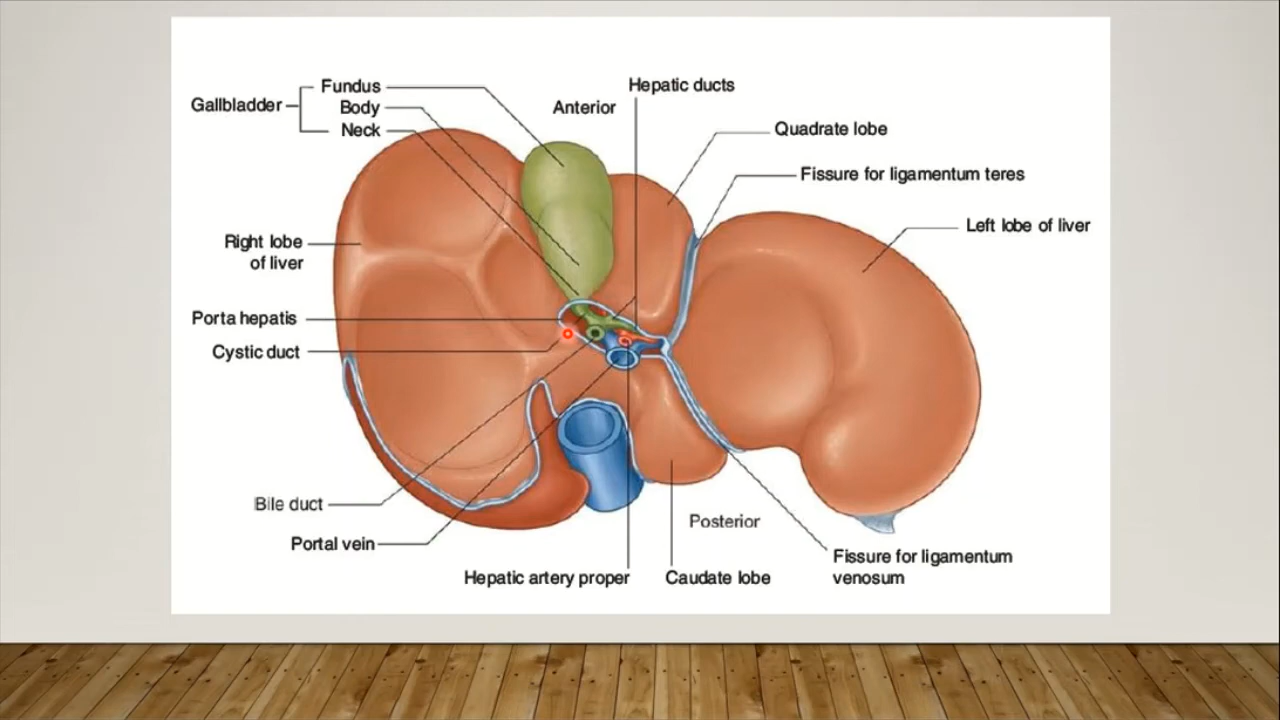 Gallbladder
Fundus
Body
Neck
Hepatic ducts
Anterior
Quadrate lobe
Fissure for ligamentum teres
Left lobe of liver
Right lobe
of liver
Porta hepatis
Cystic duct
Bile duct
Portal vein
Hepatic artery proper
Caudate lobe
Posterior
Fissure for ligamentum
venosum